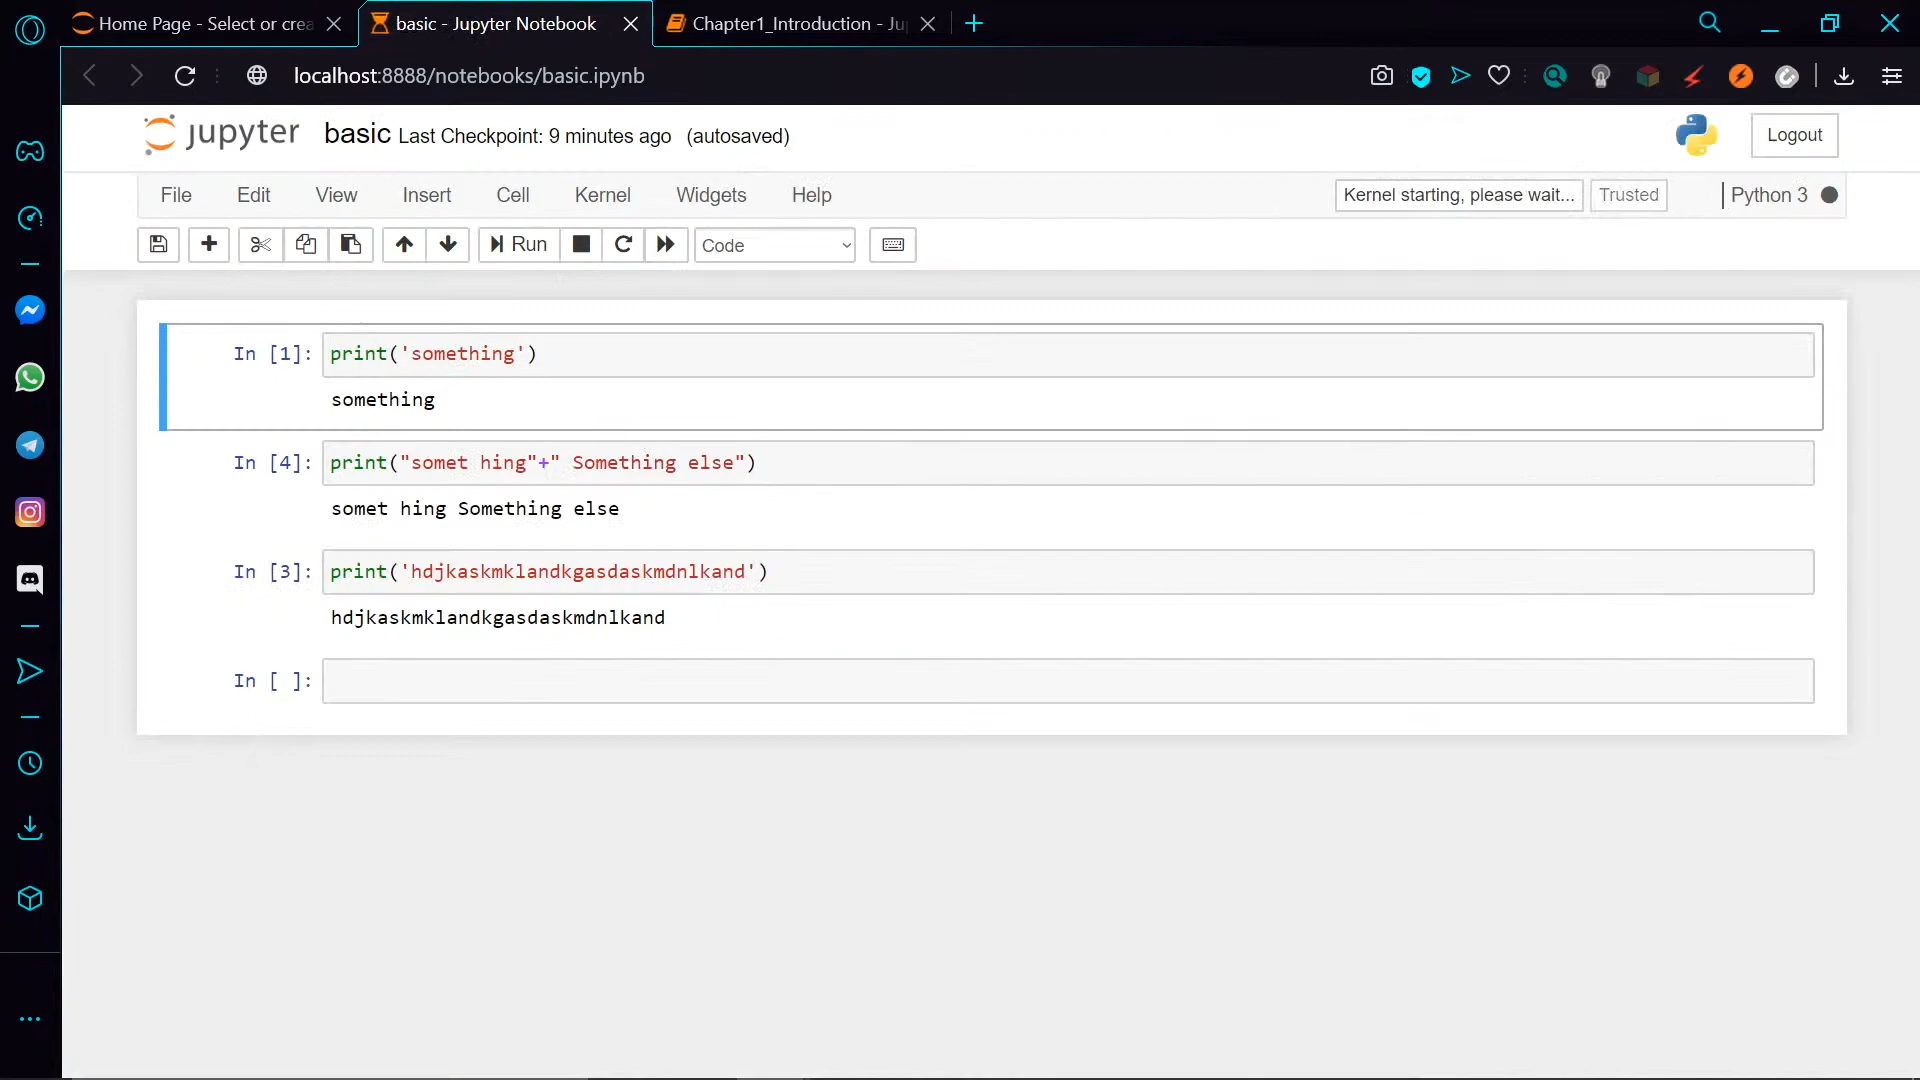 Home Page - Select or crea
basic - Jupyter Notebook
Chapter1_Introduction - Ju
localhost:8888/notebooks/basic.ipynb
jupyter basic Last Checkpoint: 9 minutes ago (autosaved)
Logout
File Edit View Insert Cell Kernel Widgets Help
Kernel starting, please wait... Trusted Python 3
Run Code
In [1]: print('something')
something
In [4]: print("somet hing"+" Something else")
somet hing Something else
In [3]: print('hdjkaskmklandkgasdaskmdnlkand')
hdjkaskmklandkgasdaskmdnlkand
In [ ]: